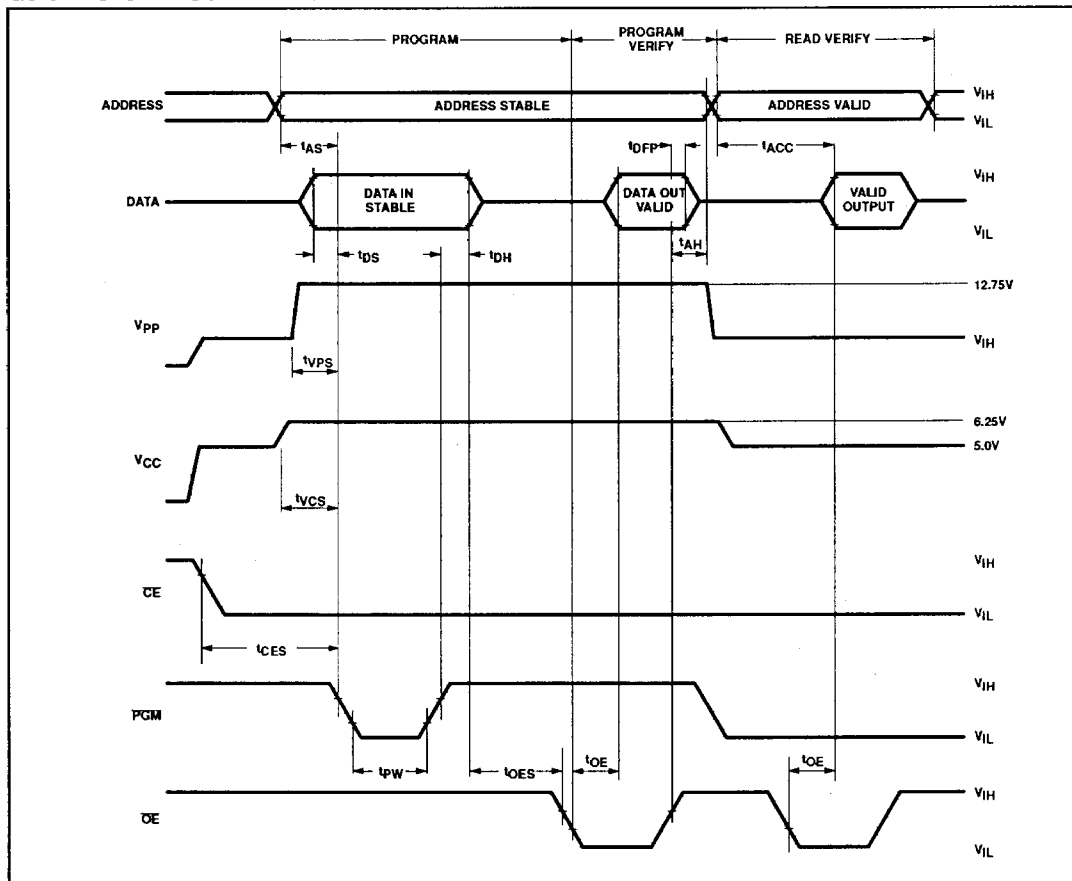 PROGRAM
PROGRAM
VERIFY
READ VERIFY
ADDRESS
ADDRESS STABLE
ADDRESS VALID
VIH
VIL
tAS
tDFP
tACC
DATA
DATA IN
STABLE
DATA OUT
VALID
VALID
OUTPUT
VIH
VIL
tDS
tDH
tAH
VPP
12.75V
VIH
tVPS
VCC
6.25V
5.0V
tVCS
CE
VIH
VIL
tCES
PGM
VIH
VIL
tPW
tOES
tOE
tOE
OE
VIH
VIL